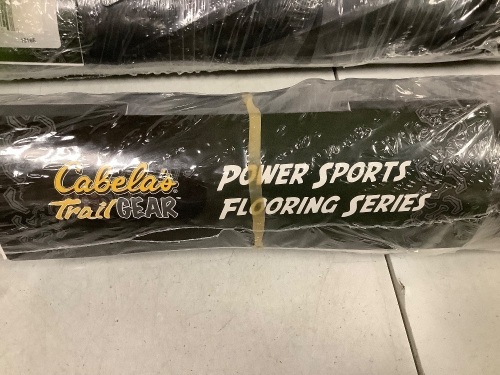 Cabela's
TrailGEAR
POWER SPORTS
FLOORING SERIES